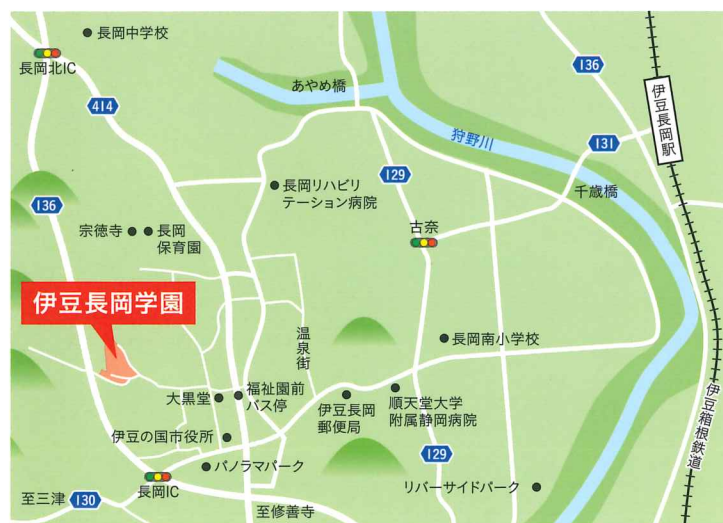 長岡中学校
長岡北IC
136
414
あやめ橋
狩野川
伊豆長岡駅
131
129
136
長岡リハビリ
テーション病院
千歳橋
古奈
宗徳寺
長岡
保育園
伊豆長岡学園
温泉街
長岡南小学校
大黒堂
福祉園前
バス停
伊豆長岡
郵便局
順天堂大学
附属静岡病院
伊豆箱根鉄道
伊豆の国市役所
129
パノラマパーク
長岡IC
リバーサイドパーク
至三津
130
至修善寺